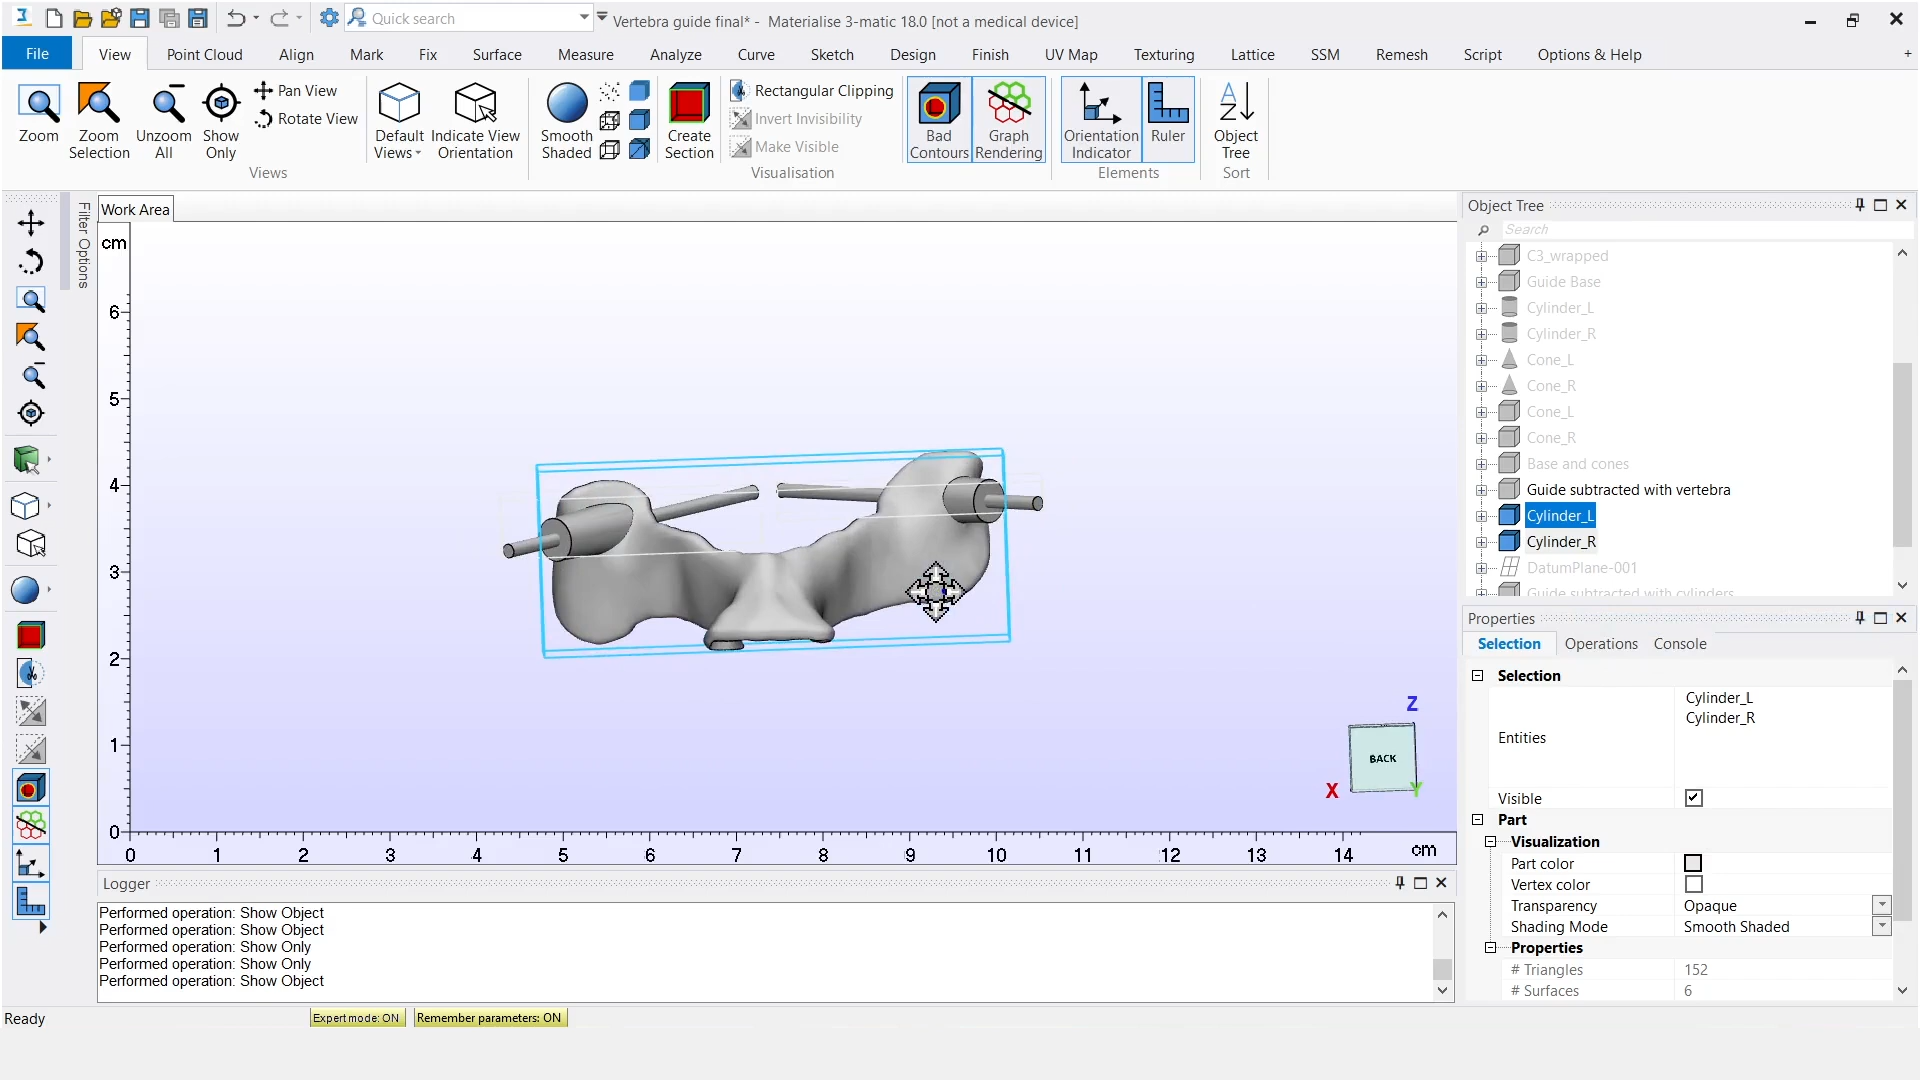 Quick search
Vertebra guide final* - Materialise 3-matic 18.0 [not a medical device]
File
View
Point Cloud
Align
Mark
Fix
Surface
Measure
Analyze
Curve
Sketch
Design
Finish
UV Map
Texturing
Lattice
SSM
Remesh
Script
Options & Help
Zoom
Zoom Selection
Unzoom All
Show Only
Pan View
Rotate View
Default Views
Indicate View Orientation
Smooth Shaded
Create Section
Rectangular Clipping
Invert Invisibility
Make Visible
Bad Contours
Graph Rendering
Orientation Indicator
Ruler
Object Tree
Views
Visualisation
Elements
Sort
Filter Options
Work Area
cm
6
5
4
3
2
1
0
0 1 2 3 4 5 6 7 8 9 10 11 12 13 14 cm
Z
BACK
X
Y
Logger
Performed operation: Show Object
Performed operation: Show Object
Performed operation: Show Only
Performed operation: Show Only
Performed operation: Show Object
Object Tree
Search
C3_wrapped
Guide Base
Cylinder_L
Cylinder_R
Cone_L
Cone_R
Cone_L
Cone_R
Base and cones
Guide subtracted with vertebra
Cylinder_L
Cylinder_R
DatumPlane-001
Guide subtracted with cylinders
Properties
Selection
Operations
Console
Selection
Entities
Cylinder_L
Cylinder_R
Visible
Part
Visualization
Part color
Vertex color
Transparency Opaque
Shading Mode Smooth Shaded
Properties
# Triangles 152
# Surfaces 6
Ready
Expert mode: ON
Remember parameters: ON